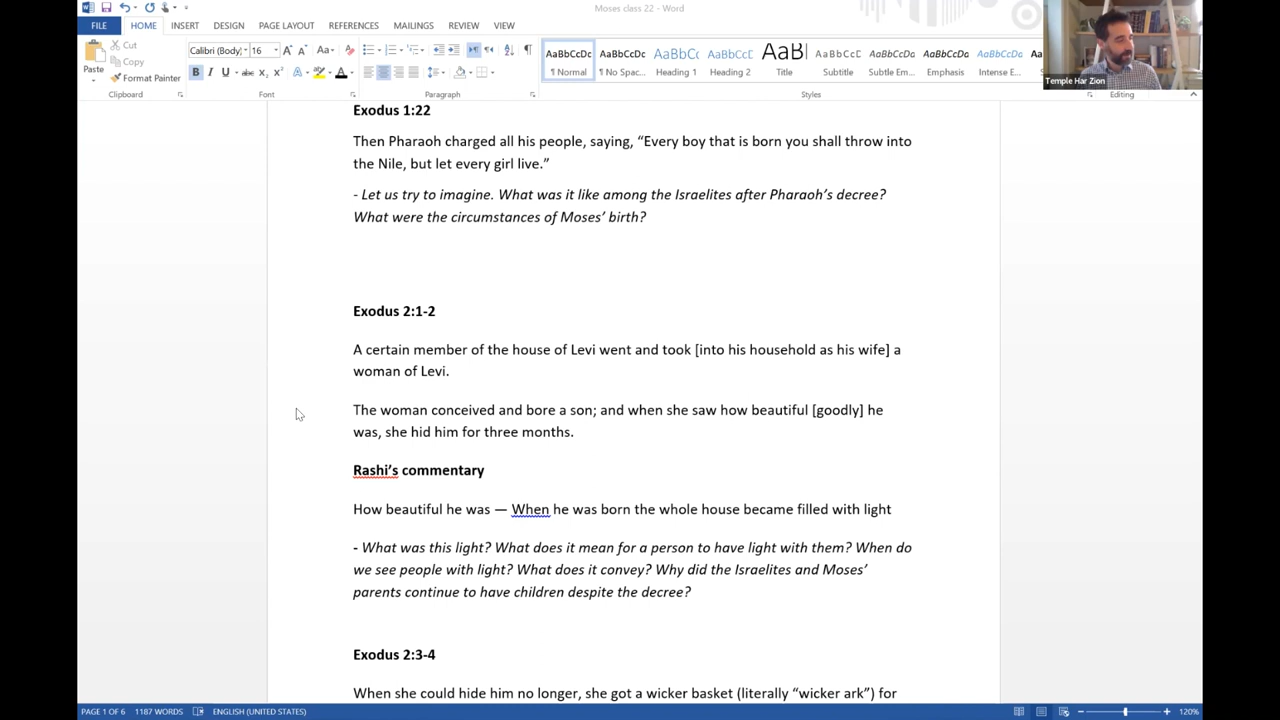 Moses class 22 - Word
FILE HOME INSERT DESIGN PAGE LAYOUT REFERENCES MAILINGS REVIEW VIEW
Paste Cut Copy Format Painter
Calibri (Body) 16
AaBbCcDc AaBbCcDc AaBbC( AaBbCcC AaB AaBbCcD AaBbCcDc AaBbCcDc AaBbCcDc
¶ Normal ¶ No Spac... Heading 1 Heading 2 Title Subtitle Subtle Em... Emphasis Intense E...
Temple Har Zion
Clipboard Font Paragraph Styles Editing
Exodus 1:22
Then Pharaoh charged all his people, saying, “Every boy that is born you shall throw into
the Nile, but let every girl live.”
- Let us try to imagine. What was it like among the Israelites after Pharaoh’s decree?
What were the circumstances of Moses’ birth?
Exodus 2:1-2
A certain member of the house of Levi went and took [into his household as his wife] a
woman of Levi.
The woman conceived and bore a son; and when she saw how beautiful [goodly] he
was, she hid him for three months.
Rashi’s commentary
How beautiful he was — When he was born the whole house became filled with light
- What was this light? What does it mean for a person to have light with them? When do
we see people with light? What does it convey? Why did the Israelites and Moses’
parents continue to have children despite the decree?
Exodus 2:3-4
When she could hide him no longer, she got a wicker basket (literally “wicker ark”) for
PAGE 1 OF 6 1187 WORDS ENGLISH (UNITED STATES) 120%